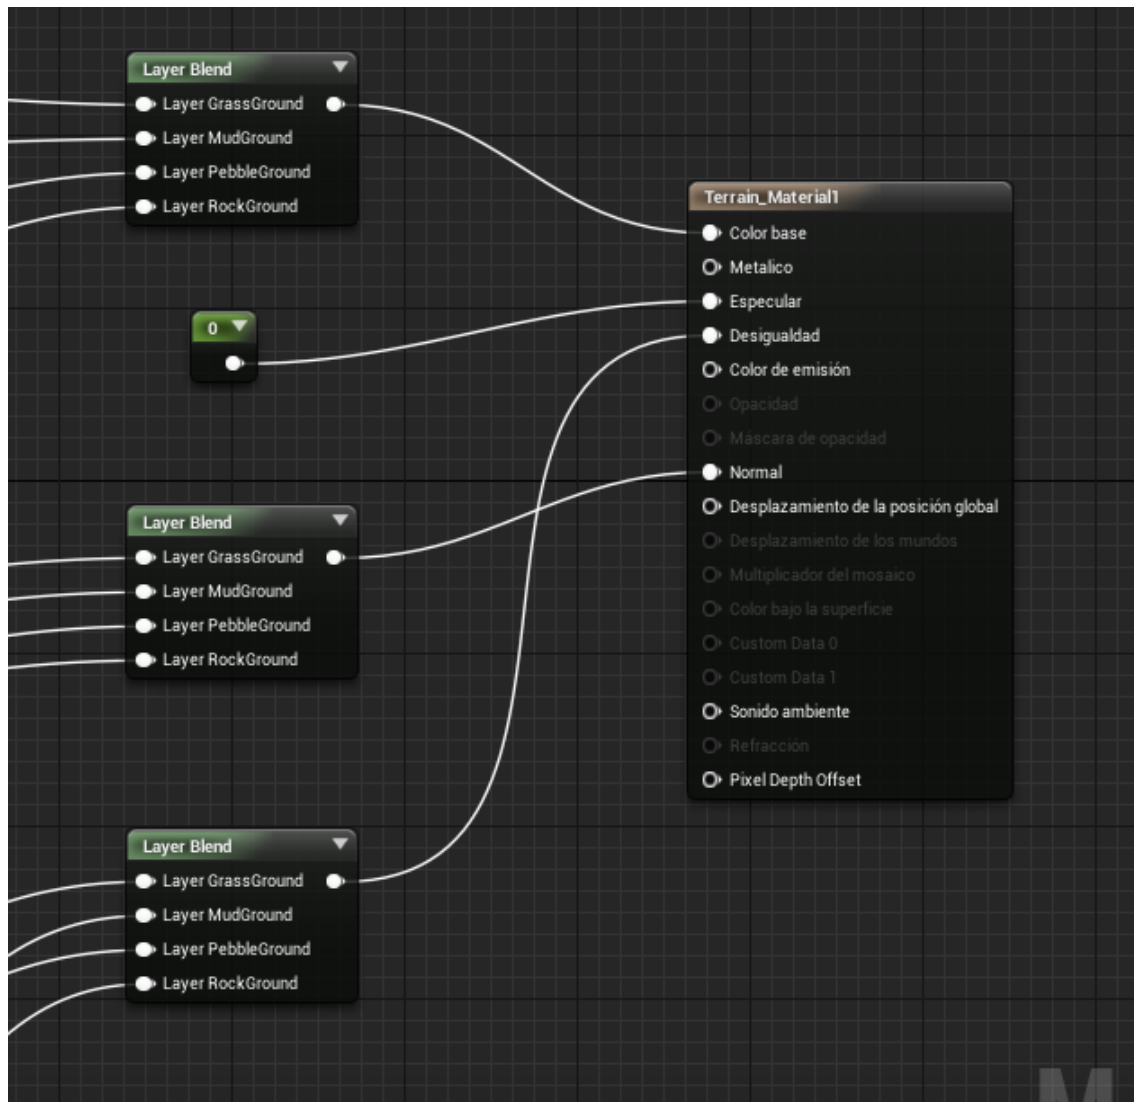 Layer Blend
Layer GrassGround
Layer MudGround
Layer PebbleGround
Layer RockGround
0
Layer Blend
Layer GrassGround
Layer MudGround
Layer PebbleGround
Layer RockGround
Layer Blend
Layer GrassGround
Layer MudGround
Layer PebbleGround
Layer RockGround
Terrain_Material1
Color base
Metalico
Especular
Desigualdad
Color de emisión
Opacidad
Máscara de opacidad
Normal
Desplazamiento de la posición global
Desplazamiento de los mundos
Multiplicador del mosaico
Color bajo la superficie
Custom Data 0
Custom Data 1
Sonido ambiente
Refracción
Pixel Depth Offset